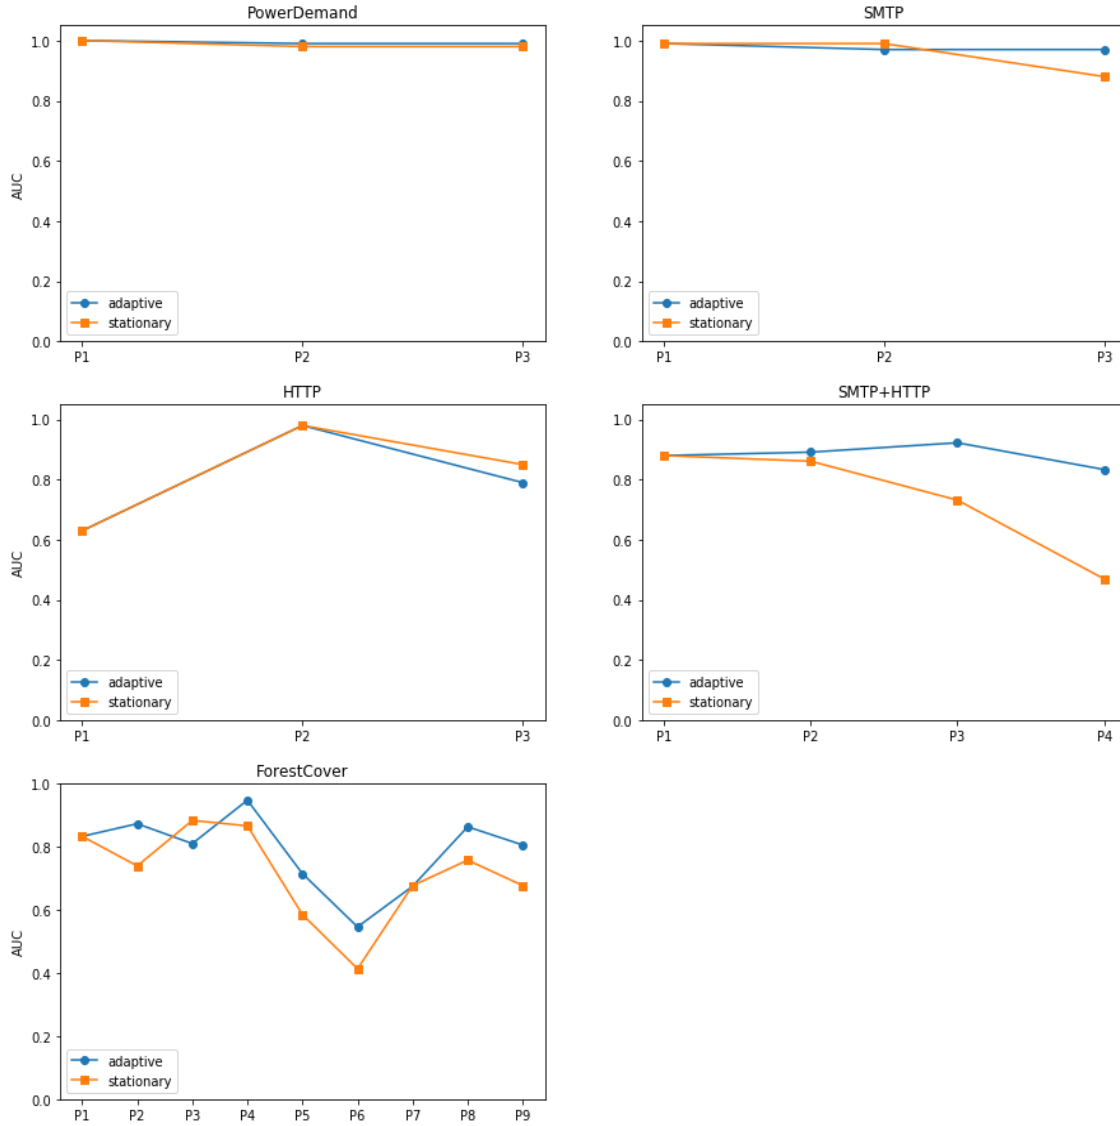 PowerDemand
AUC
1.0
0.8
0.6
0.4
0.2
0.0
adaptive
stationary
P1 P2 P3
SMTP
1.0
0.8
0.6
0.4
0.2
0.0
adaptive
stationary
P1 P2 P3
HTTP
AUC
1.0
0.8
0.6
0.4
0.2
0.0
adaptive
stationary
P1 P2 P3
SMTP+HTTP
1.0
0.8
0.6
0.4
0.2
0.0
adaptive
stationary
P1 P2 P3 P4
ForestCover
AUC
1.0
0.8
0.6
0.4
0.2
0.0
adaptive
stationary
P1 P2 P3 P4 P5 P6 P7 P8 P9